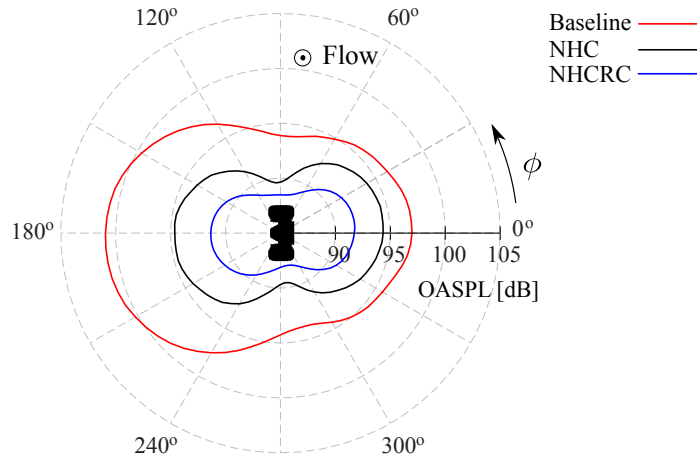 120º
60º
Baseline
NHC
NHCRC
⊙ Flow
ϕ
180º
0º
90 95 100 105
OASPL [dB]
240º
300º